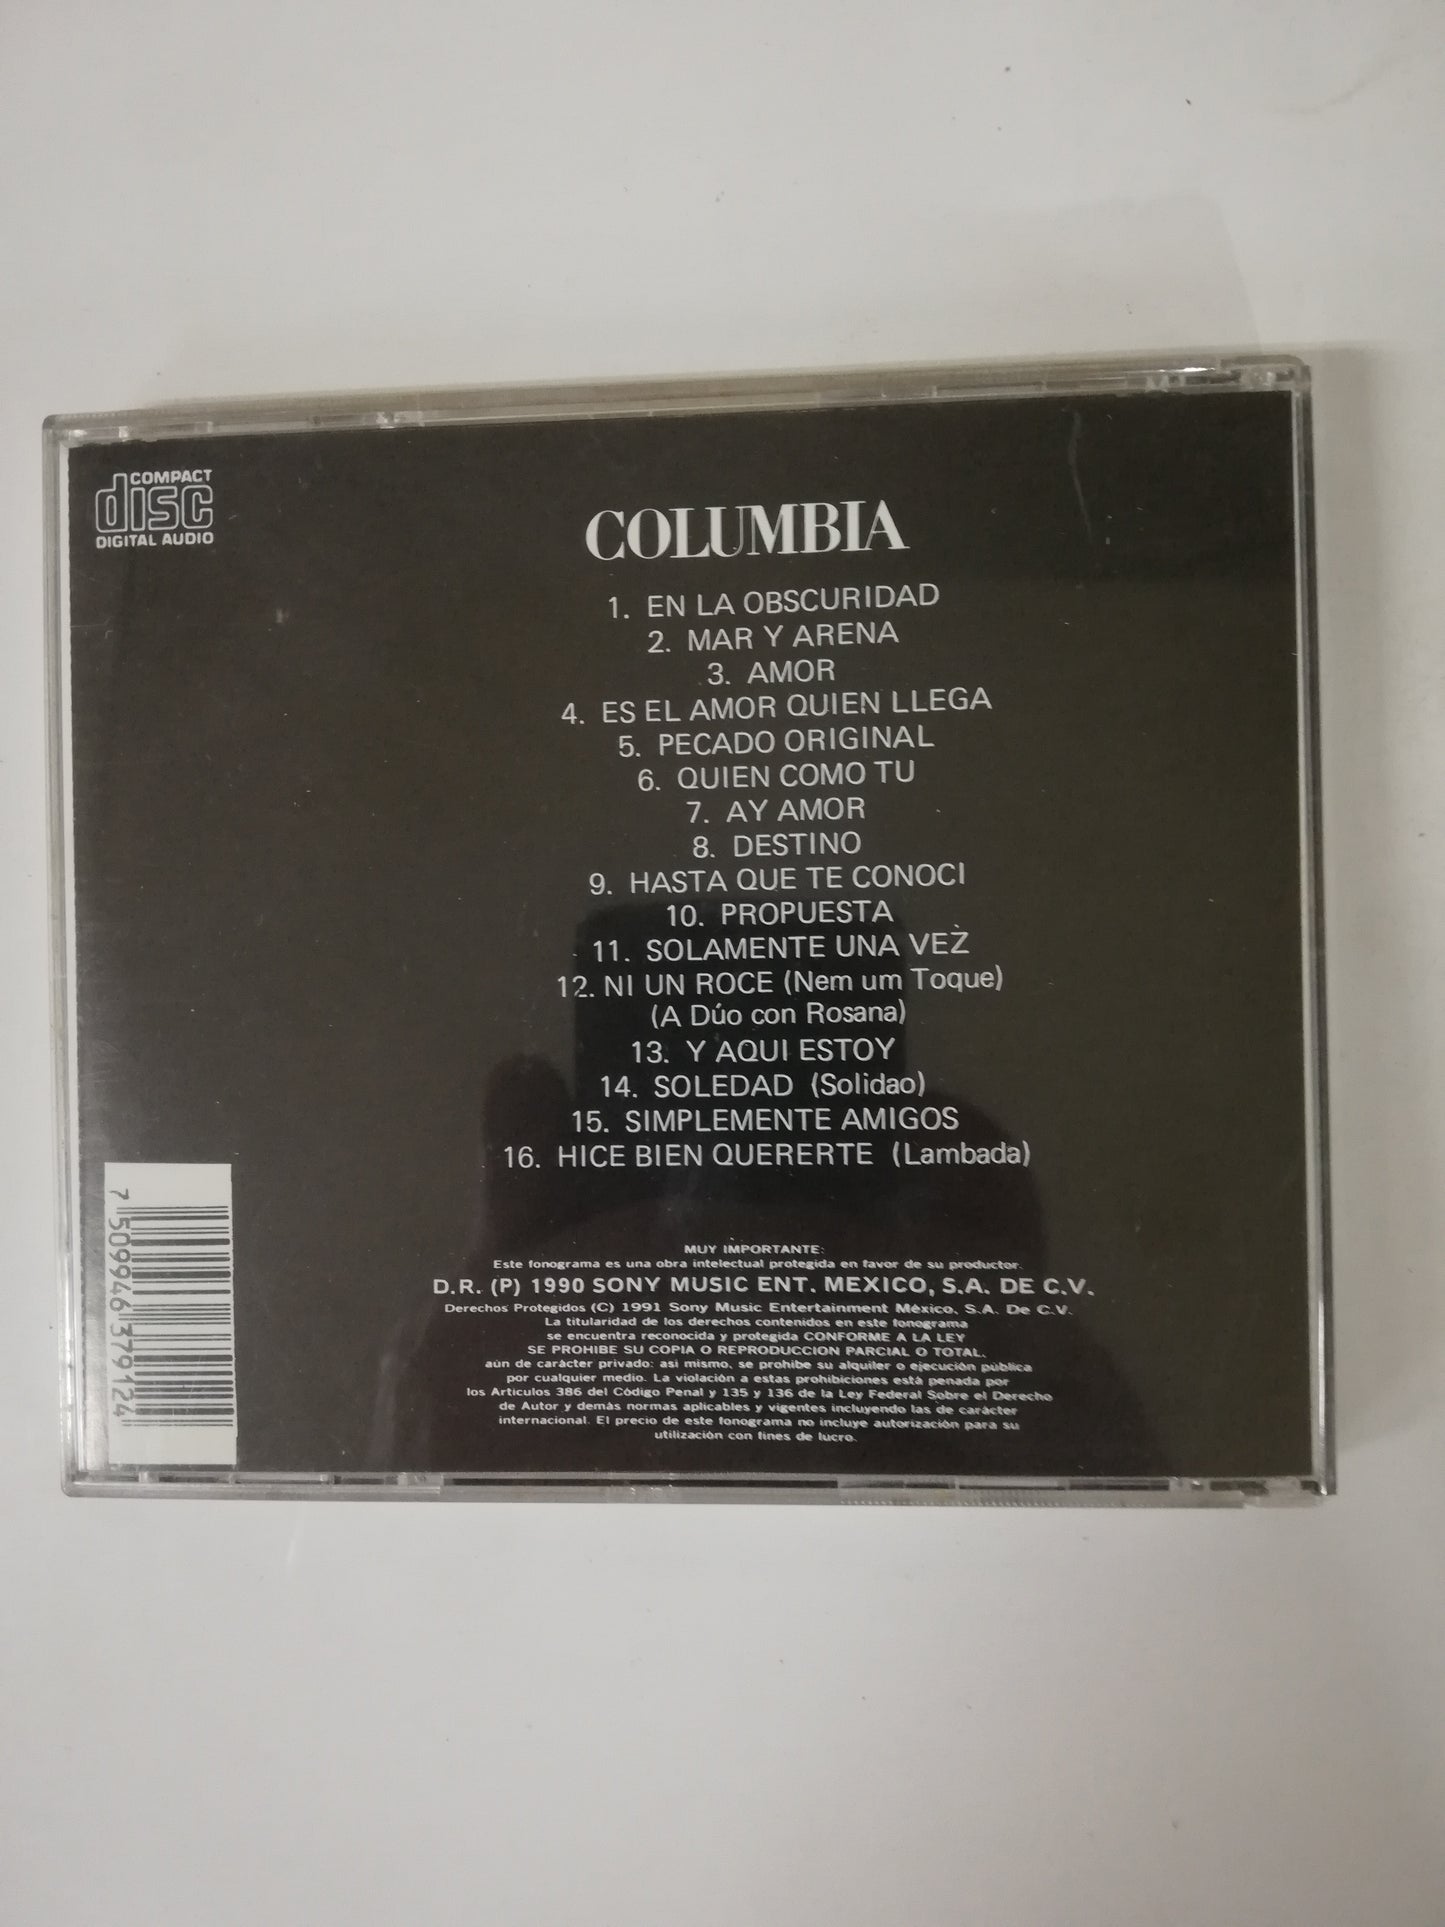 COMPACT
disc
DIGITAL AUDIO
COLUMBIA
1. EN LA OBSCURIDAD
2. MAR Y ARENA
3. AMOR
4. ES EL AMOR QUIEN LLEGA
5. PECADO ORIGINAL
6. QUIEN COMO TU
7. AY AMOR
8. DESTINO
9. HASTA QUE TE CONOCI
10. PROPUESTA
11. SOLAMENTE UNA VEZ
12. NI UN ROCE (Nem um Toque)
(A Dúo con Rosana)
13. Y AQUI ESTOY
14. SOLEDAD (Solidao)
15. SIMPLEMENTE AMIGOS
16. HICE BIEN QUERERTE (Lambada)
7 509946 379124
MUY IMPORTANTE:
Este fonograma es una obra intelectual protegida en favor de su productor.
D.R. (P) 1990 SONY MUSIC ENT. MEXICO, S.A. DE C.V.
Derechos Protegidos (C) 1991 Sony Music Entertainment México, S.A. De C.V.
La titularidad de los derechos contenidos en este fonograma
se encuentra reconocida y protegida CONFORME A LA LEY
SE PROHIBE SU COPIA O REPRODUCCION PARCIAL O TOTAL,
aún de carácter privado: asi mismo, se prohibe su alquiler o ejecución pública
por cualquier medio. La violación a estas prohibiciones está penada por
los Articulos 386 del Código Penal y 135 y 136 de la Ley Federal Sobre el Derecho
de Autor y demás normas aplicables y vigentes incluyendo las de carácter
internacional. El precio de este fonograma no incluye autorización para su
utilización con fines de lucro.